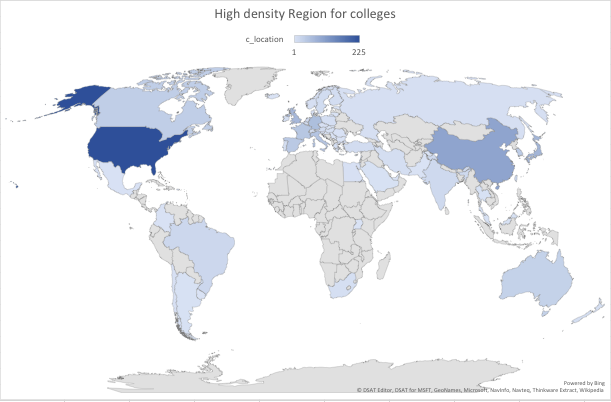 High density Region for colleges
c_location
1 225
Powered by Bing
© DSAT Editor, DSAT for MSFT, GeoNames, Microsoft, NavInfo, Navteq, Thinkware Extract, Wikipedia